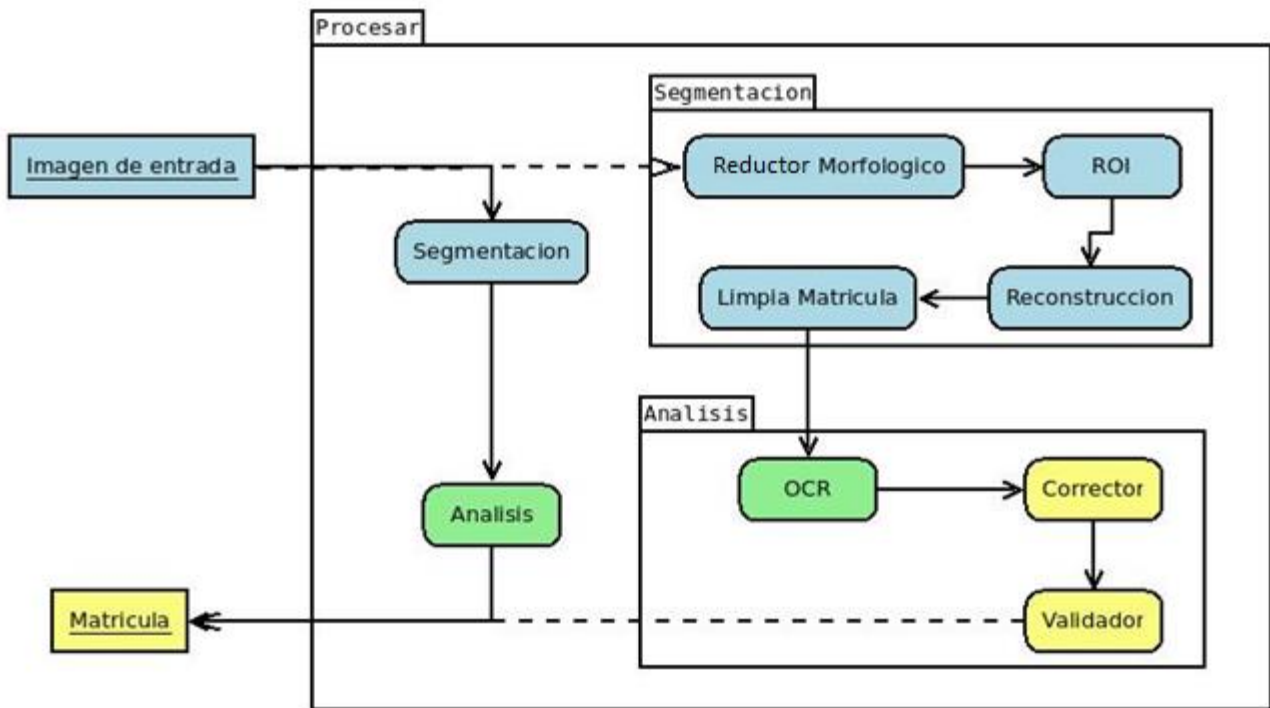 Procesar
Segmentacion
Imagen de entrada
Reductor Morfologico
ROI
Segmentacion
Limpia Matricula
Reconstruccion
Analisis
OCR
Corrector
Analisis
Matricula
Validador